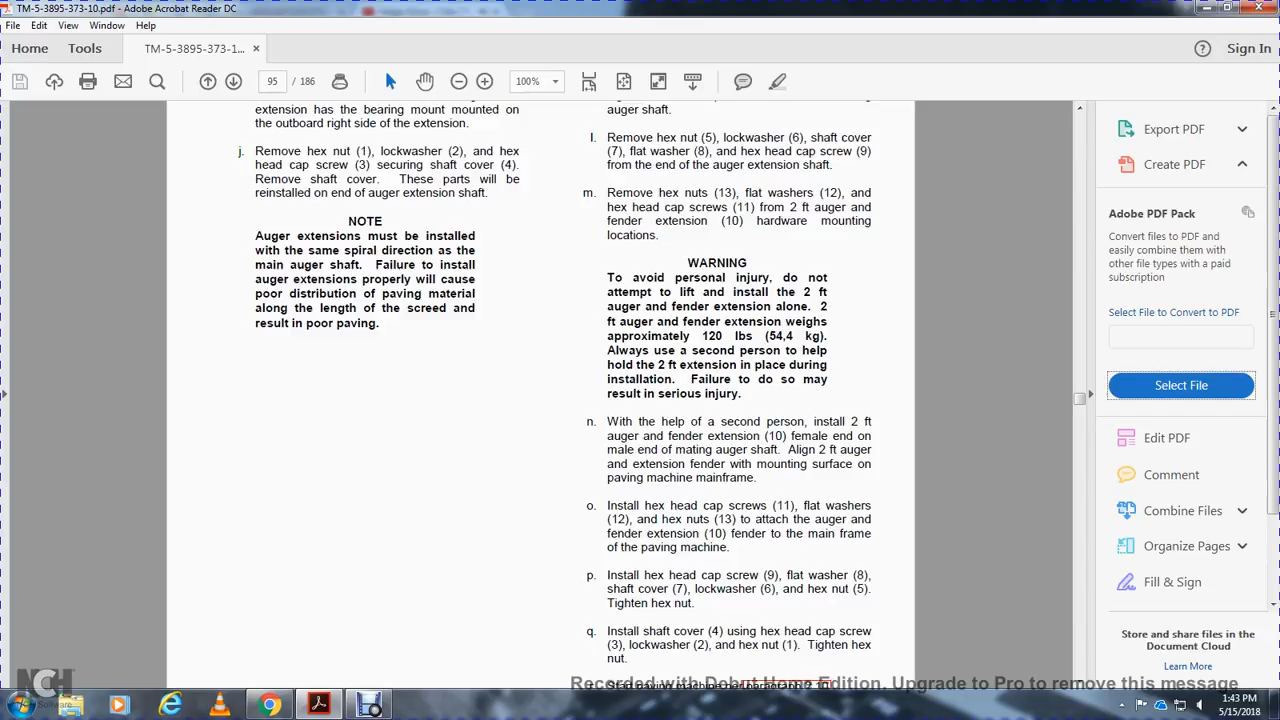 TM-5-3895-373-10.pdf - Adobe Acrobat Reader DC
File Edit View Window Help
Home Tools TM-5-3895-373-1... × Sign In
95 / 186 100%
extension has the bearing mount mounted on
the outboard right side of the extension.
j. Remove hex nut (1), lockwasher (2), and hex
head cap screw (3) securing shaft cover (4).
Remove shaft cover. These parts will be
reinstalled on end of auger extension shaft.
NOTE
Auger extensions must be installed
with the same spiral direction as the
main auger shaft. Failure to install
auger extensions properly will cause
poor distribution of paving material
along the length of the screed and
result in poor paving.
auger shaft.
l. Remove hex nut (5), lockwasher (6), shaft cover
(7), flat washer (8), and hex head cap screw (9)
from the end of the auger extension shaft.
m. Remove hex nuts (13), flat washers (12), and
hex head cap screws (11) from 2 ft auger and
fender extension (10) hardware mounting
locations.
WARNING
To avoid personal injury, do not
attempt to lift and install the 2 ft
auger and fender extension alone. 2
ft auger and fender extension weighs
approximately 120 lbs (54,4 kg).
Always use a second person to help
hold the 2 ft extension in place during
installation. Failure to do so may
result in serious injury.
n. With the help of a second person, install 2 ft
auger and fender extension (10) female end on
male end of mating auger shaft. Align 2 ft auger
and extension fender with mounting surface on
paving machine mainframe.
o. Install hex head cap screws (11), flat washers
(12), and hex nuts (13) to attach the auger and
fender extension (10) fender to the main frame
of the paving machine.
p. Install hex head cap screw (9), flat washer (8),
shaft cover (7), lockwasher (6), and hex nut (5).
Tighten hex nut.
q. Install shaft cover (4) using hex head cap screw
(3), lockwasher (2), and hex nut (1). Tighten hex
nut.
Export PDF
Create PDF
Adobe PDF Pack
Convert files to PDF and
easily combine them with
other file types with a paid
subscription
Select File to Convert to PDF
Select File
Edit PDF
Comment
Combine Files
Organize Pages
Fill & Sign
Store and share files in the
Document Cloud
Learn More
NCH
Software
Recorded with Debut Home Edition. Upgrade to Pro to remove this message
1:43 PM
5/15/2018